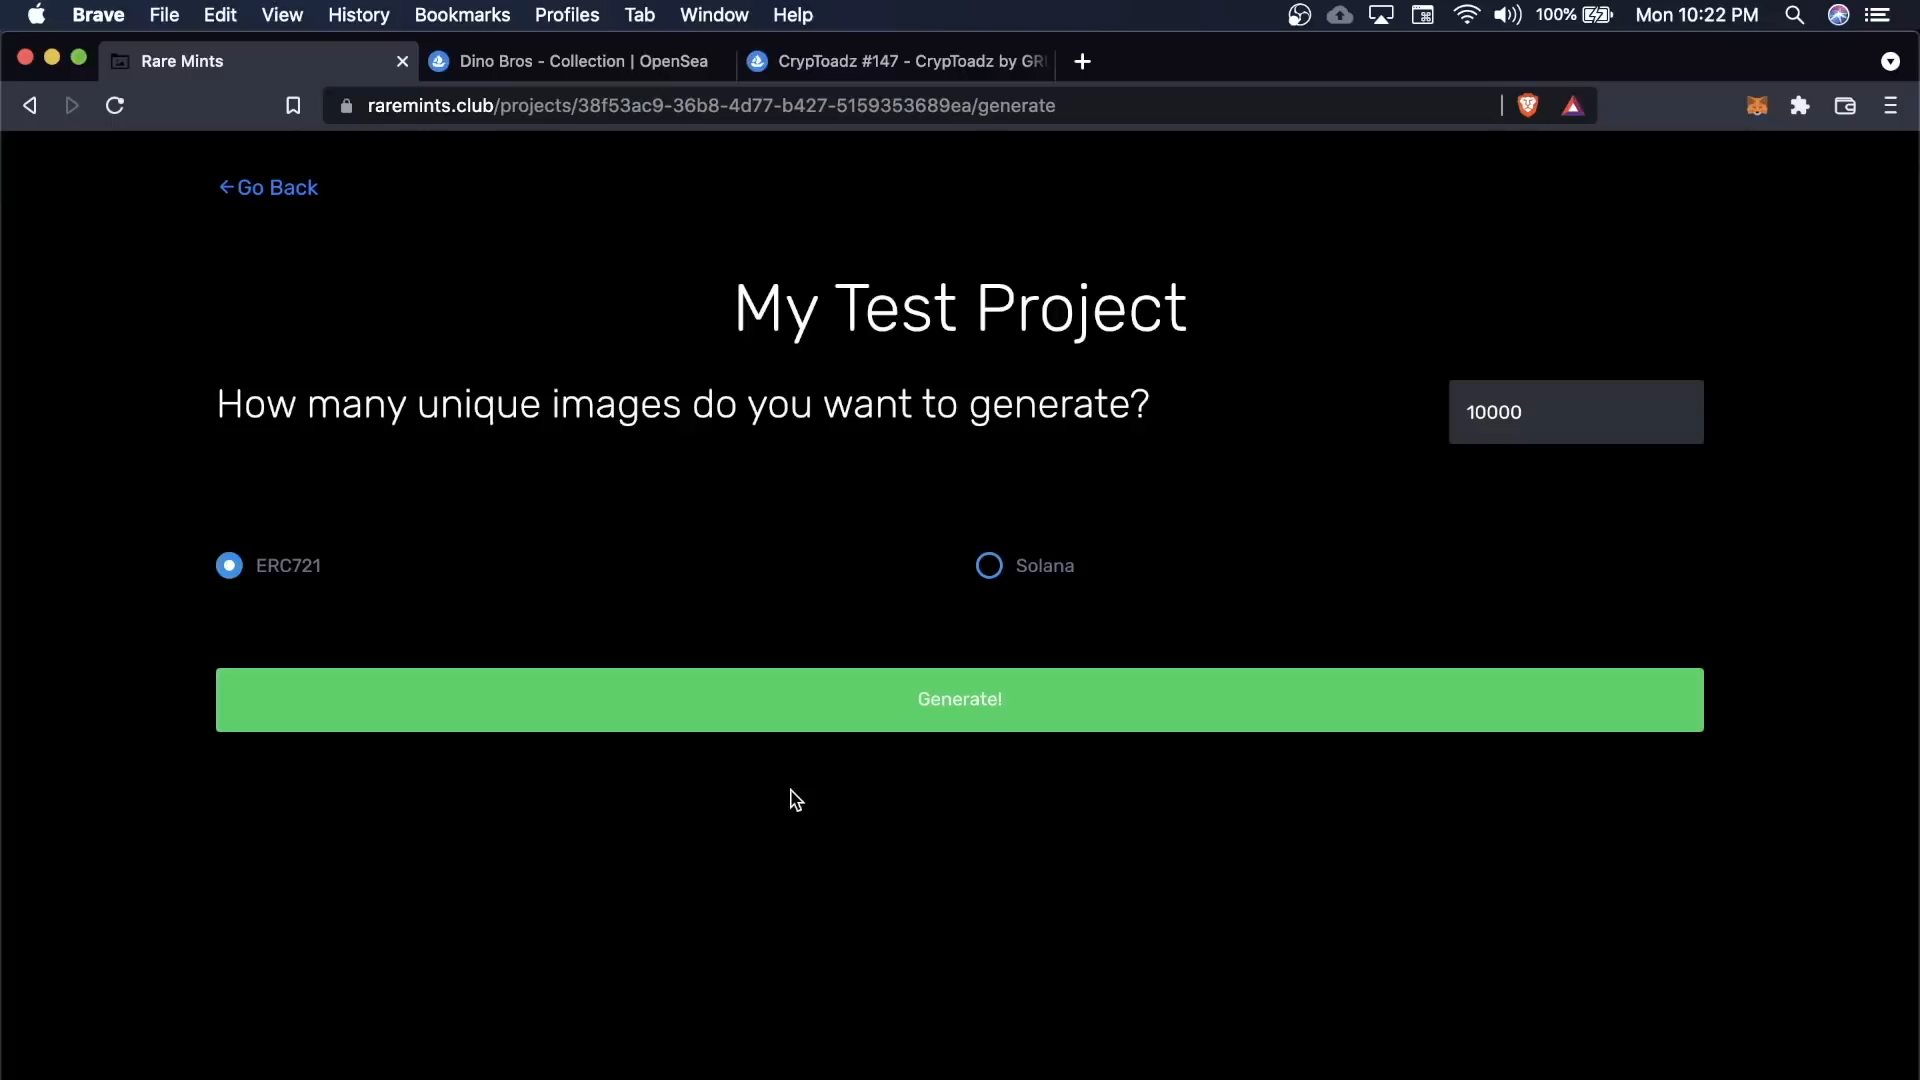 Brave File Edit View History Bookmarks Profiles Tab Window Help 100% Mon 10:22 PM
Rare Mints Dino Bros - Collection | OpenSea CrypToadz #147 - CrypToadz by GR
raremints.club/projects/38f53ac9-36b8-4d77-b427-5159353689ea/generate
←Go Back
My Test Project
How many unique images do you want to generate? 10000
ERC721 Solana
Generate!